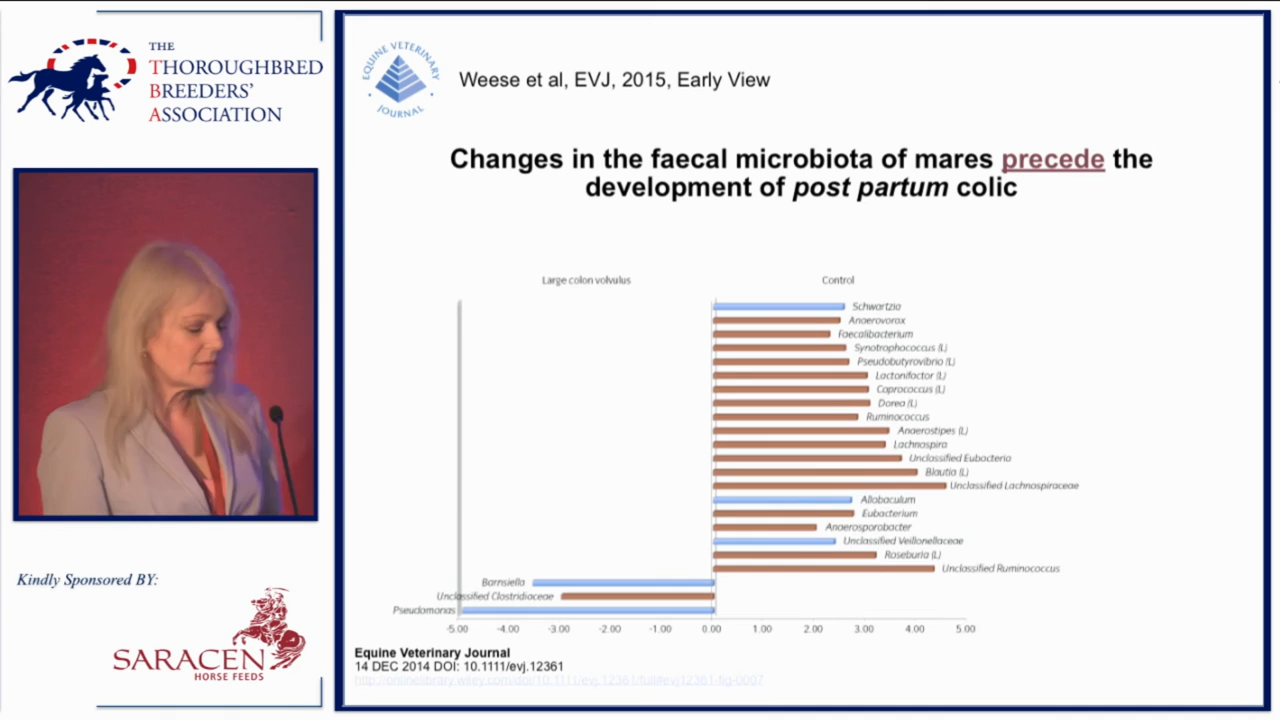 THE
THOROUGHBRED
BREEDERS'
ASSOCIATION
Kindly Sponsored BY:
SARACEN
HORSE FEEDS
EQUINE VETERINARY
JOURNAL
Weese et al, EVJ, 2015, Early View
Changes in the faecal microbiota of mares precede the
development of post partum colic
Large colon volvulus
Control
Schwartzia
Anaerovorax
Faecalibacterium
Synotrophococcus (L)
Pseudobutyrovibrio (L)
Lactonifactor (L)
Coprococcus (L)
Dorea (L)
Ruminococcus
Anaerostipes (L)
Lachnospira
Unclassified Eubacteria
Blautia (L)
Unclassified Lachnospiraceae
Allobaculum
Eubacterium
Anaerosporobacter
Unclassified Veillonellaceae
Roseburia (L)
Unclassified Ruminococcus
Barnsiella
Unclassified Clostridiaceae
Pseudomonas
-5.00 -4.00 -3.00 -2.00 -1.00 0.00 1.00 2.00 3.00 4.00 5.00
Equine Veterinary Journal
14 DEC 2014 DOI: 10.1111/evj.12361
http://onlinelibrary.wiley.com/doi/10.1111/evj.12361/full#evj12361-fig-0007